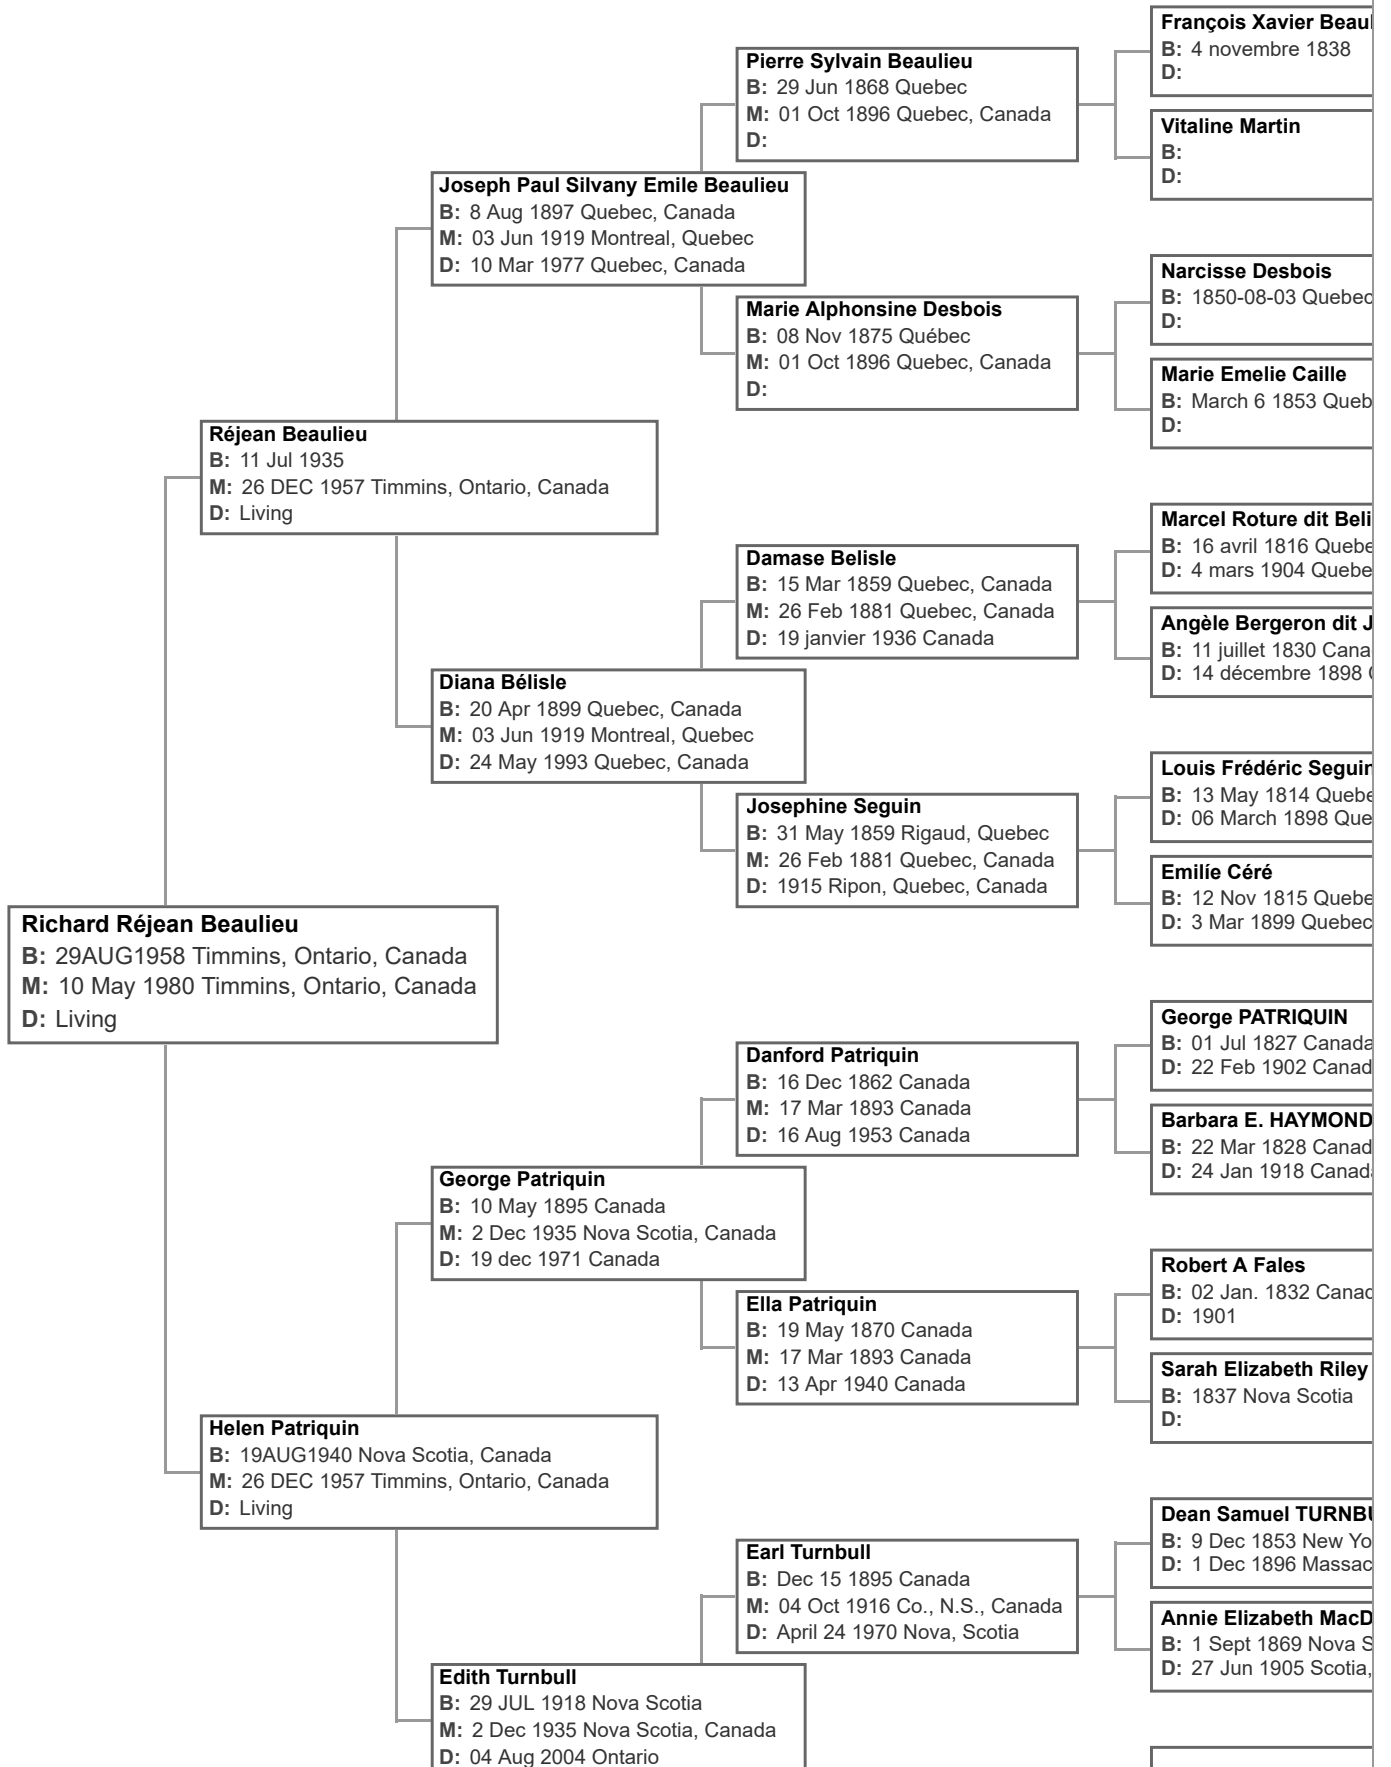 François Xavier Beaul
B: 4 novembre 1838
D:
Pierre Sylvain Beaulieu
B: 29 Jun 1868 Quebec
M: 01 Oct 1896 Quebec, Canada
D:
Vitaline Martin
B:
D:
Joseph Paul Silvany Emile Beaulieu
B: 8 Aug 1897 Quebec, Canada
M: 03 Jun 1919 Montreal, Quebec
D: 10 Mar 1977 Quebec, Canada
Narcisse Desbois
B: 1850-08-03 Quebec
D:
Marie Alphonsine Desbois
B: 08 Nov 1875 Québec
M: 01 Oct 1896 Quebec, Canada
D:
Marie Emelie Caille
B: March 6 1853 Queb
D:
Réjean Beaulieu
B: 11 Jul 1935
M: 26 DEC 1957 Timmins, Ontario, Canada
D: Living
Marcel Roture dit Beli
B: 16 avril 1816 Quebe
D: 4 mars 1904 Quebe
Damase Belisle
B: 15 Mar 1859 Quebec, Canada
M: 26 Feb 1881 Quebec, Canada
D: 19 janvier 1936 Canada
Angèle Bergeron dit J
B: 11 juillet 1830 Cana
D: 14 décembre 1898
Diana Bélisle
B: 20 Apr 1899 Quebec, Canada
M: 03 Jun 1919 Montreal, Quebec
D: 24 May 1993 Quebec, Canada
Louis Frédéric Seguin
B: 13 May 1814 Quebe
D: 06 March 1898 Que
Josephine Seguin
B: 31 May 1859 Rigaud, Quebec
M: 26 Feb 1881 Quebec, Canada
D: 1915 Ripon, Quebec, Canada
Emilíe Céré
B: 12 Nov 1815 Quebe
D: 3 Mar 1899 Quebec
Richard Réjean Beaulieu
B: 29AUG1958 Timmins, Ontario, Canada
M: 10 May 1980 Timmins, Ontario, Canada
D: Living
George PATRIQUIN
B: 01 Jul 1827 Canada
D: 22 Feb 1902 Canad
Danford Patriquin
B: 16 Dec 1862 Canada
M: 17 Mar 1893 Canada
D: 16 Aug 1953 Canada
Barbara E. HAYMOND
B: 22 Mar 1828 Canad
D: 24 Jan 1918 Canada
George Patriquin
B: 10 May 1895 Canada
M: 2 Dec 1935 Nova Scotia, Canada
D: 19 dec 1971 Canada
Robert A Fales
B: 02 Jan. 1832 Canad
D: 1901
Ella Patriquin
B: 19 May 1870 Canada
M: 17 Mar 1893 Canada
D: 13 Apr 1940 Canada
Sarah Elizabeth Riley
B: 1837 Nova Scotia
D:
Helen Patriquin
B: 19AUG1940 Nova Scotia, Canada
M: 26 DEC 1957 Timmins, Ontario, Canada
D: Living
Dean Samuel TURNBU
B: 9 Dec 1853 New Yo
D: 1 Dec 1896 Massac
Earl Turnbull
B: Dec 15 1895 Canada
M: 04 Oct 1916 Co., N.S., Canada
D: April 24 1970 Nova, Scotia
Annie Elizabeth MacD
B: 1 Sept 1869 Nova S
D: 27 Jun 1905 Scotia,
Edith Turnbull
B: 29 JUL 1918 Nova Scotia
M: 2 Dec 1935 Nova Scotia, Canada
D: 04 Aug 2004 Ontario